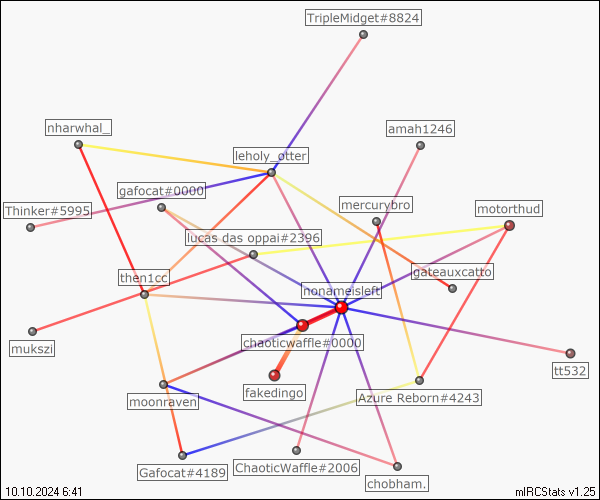 TripleMidget#8824
nharwhal_
amah1246
leholy_otter
gafocat#0000
mercurybro
Thinker#5995
motorthud
lucas das oppai#2396
then1cc
gateauxcatto
nonameisleft
chaoticwaffle#0000
mukszi
tt532
fakedingo
moonraven
Azure Reborn#4243
Gafocat#4189
ChaoticWaffle#2006
chobham.
10.10.2024 6:41
mIRCStats v1.25